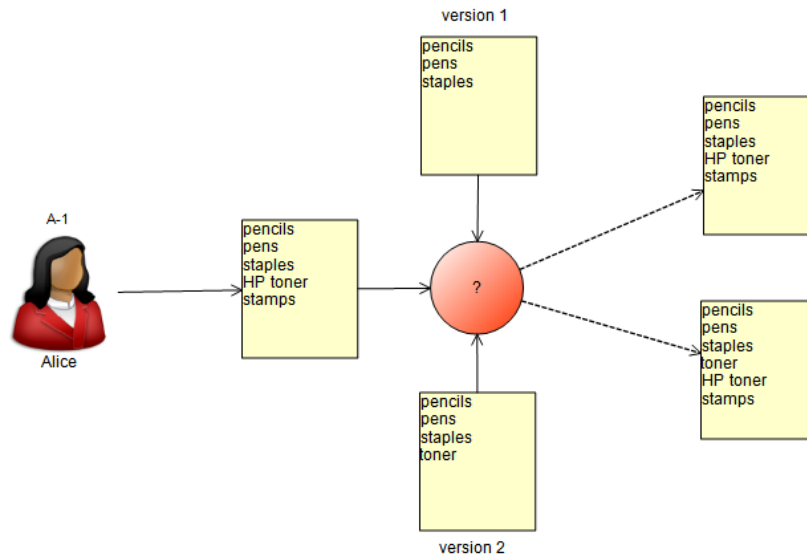 version 1
pencils
pens
staples
A-1
Alice
pencils
pens
staples
HP toner
stamps
?
pencils
pens
staples
toner
version 2
pencils
pens
staples
HP toner
stamps
pencils
pens
staples
toner
HP toner
stamps